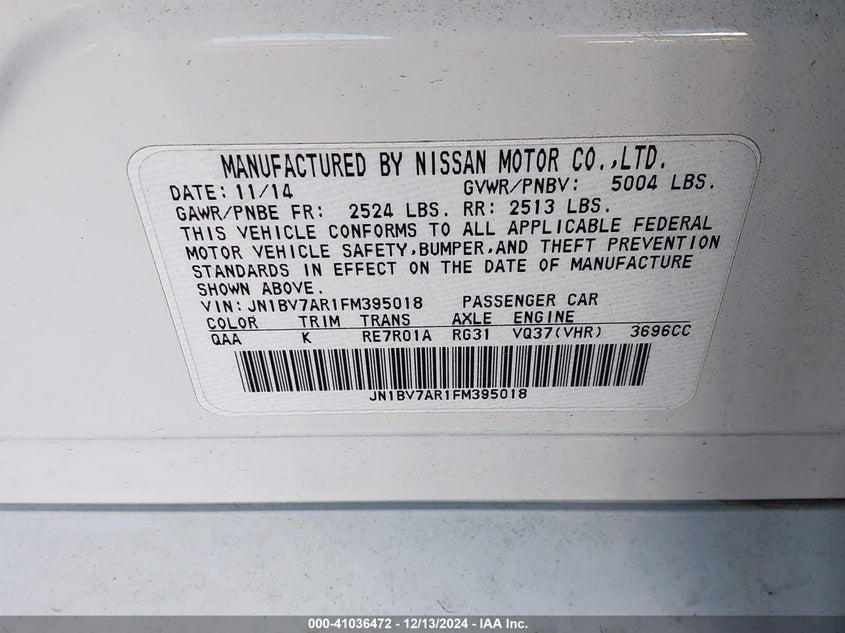 MANUFACTURED BY NISSAN MOTOR CO.,LTD.
DATE: 11/14 GVWR/PNBV: 5004 LBS.
GAWR/PNBE FR: 2524 LBS. RR: 2513 LBS.
THIS VEHICLE CONFORMS TO ALL APPLICABLE FEDERAL
MOTOR VEHICLE SAFETY,BUMPER,AND THEFT PREVENTION
STANDARDS IN EFFECT ON THE DATE OF MANUFACTURE
SHOWN ABOVE.
VIN: JN1BV7AR1FM395018 PASSENGER CAR
COLOR TRIM TRANS AXLE ENGINE
QAA K RE7R01A RG31 VQ37(VHR) 3696CC
JN1BV7AR1FM395018
000-41036472 - 12/13/2024 - IAA Inc.